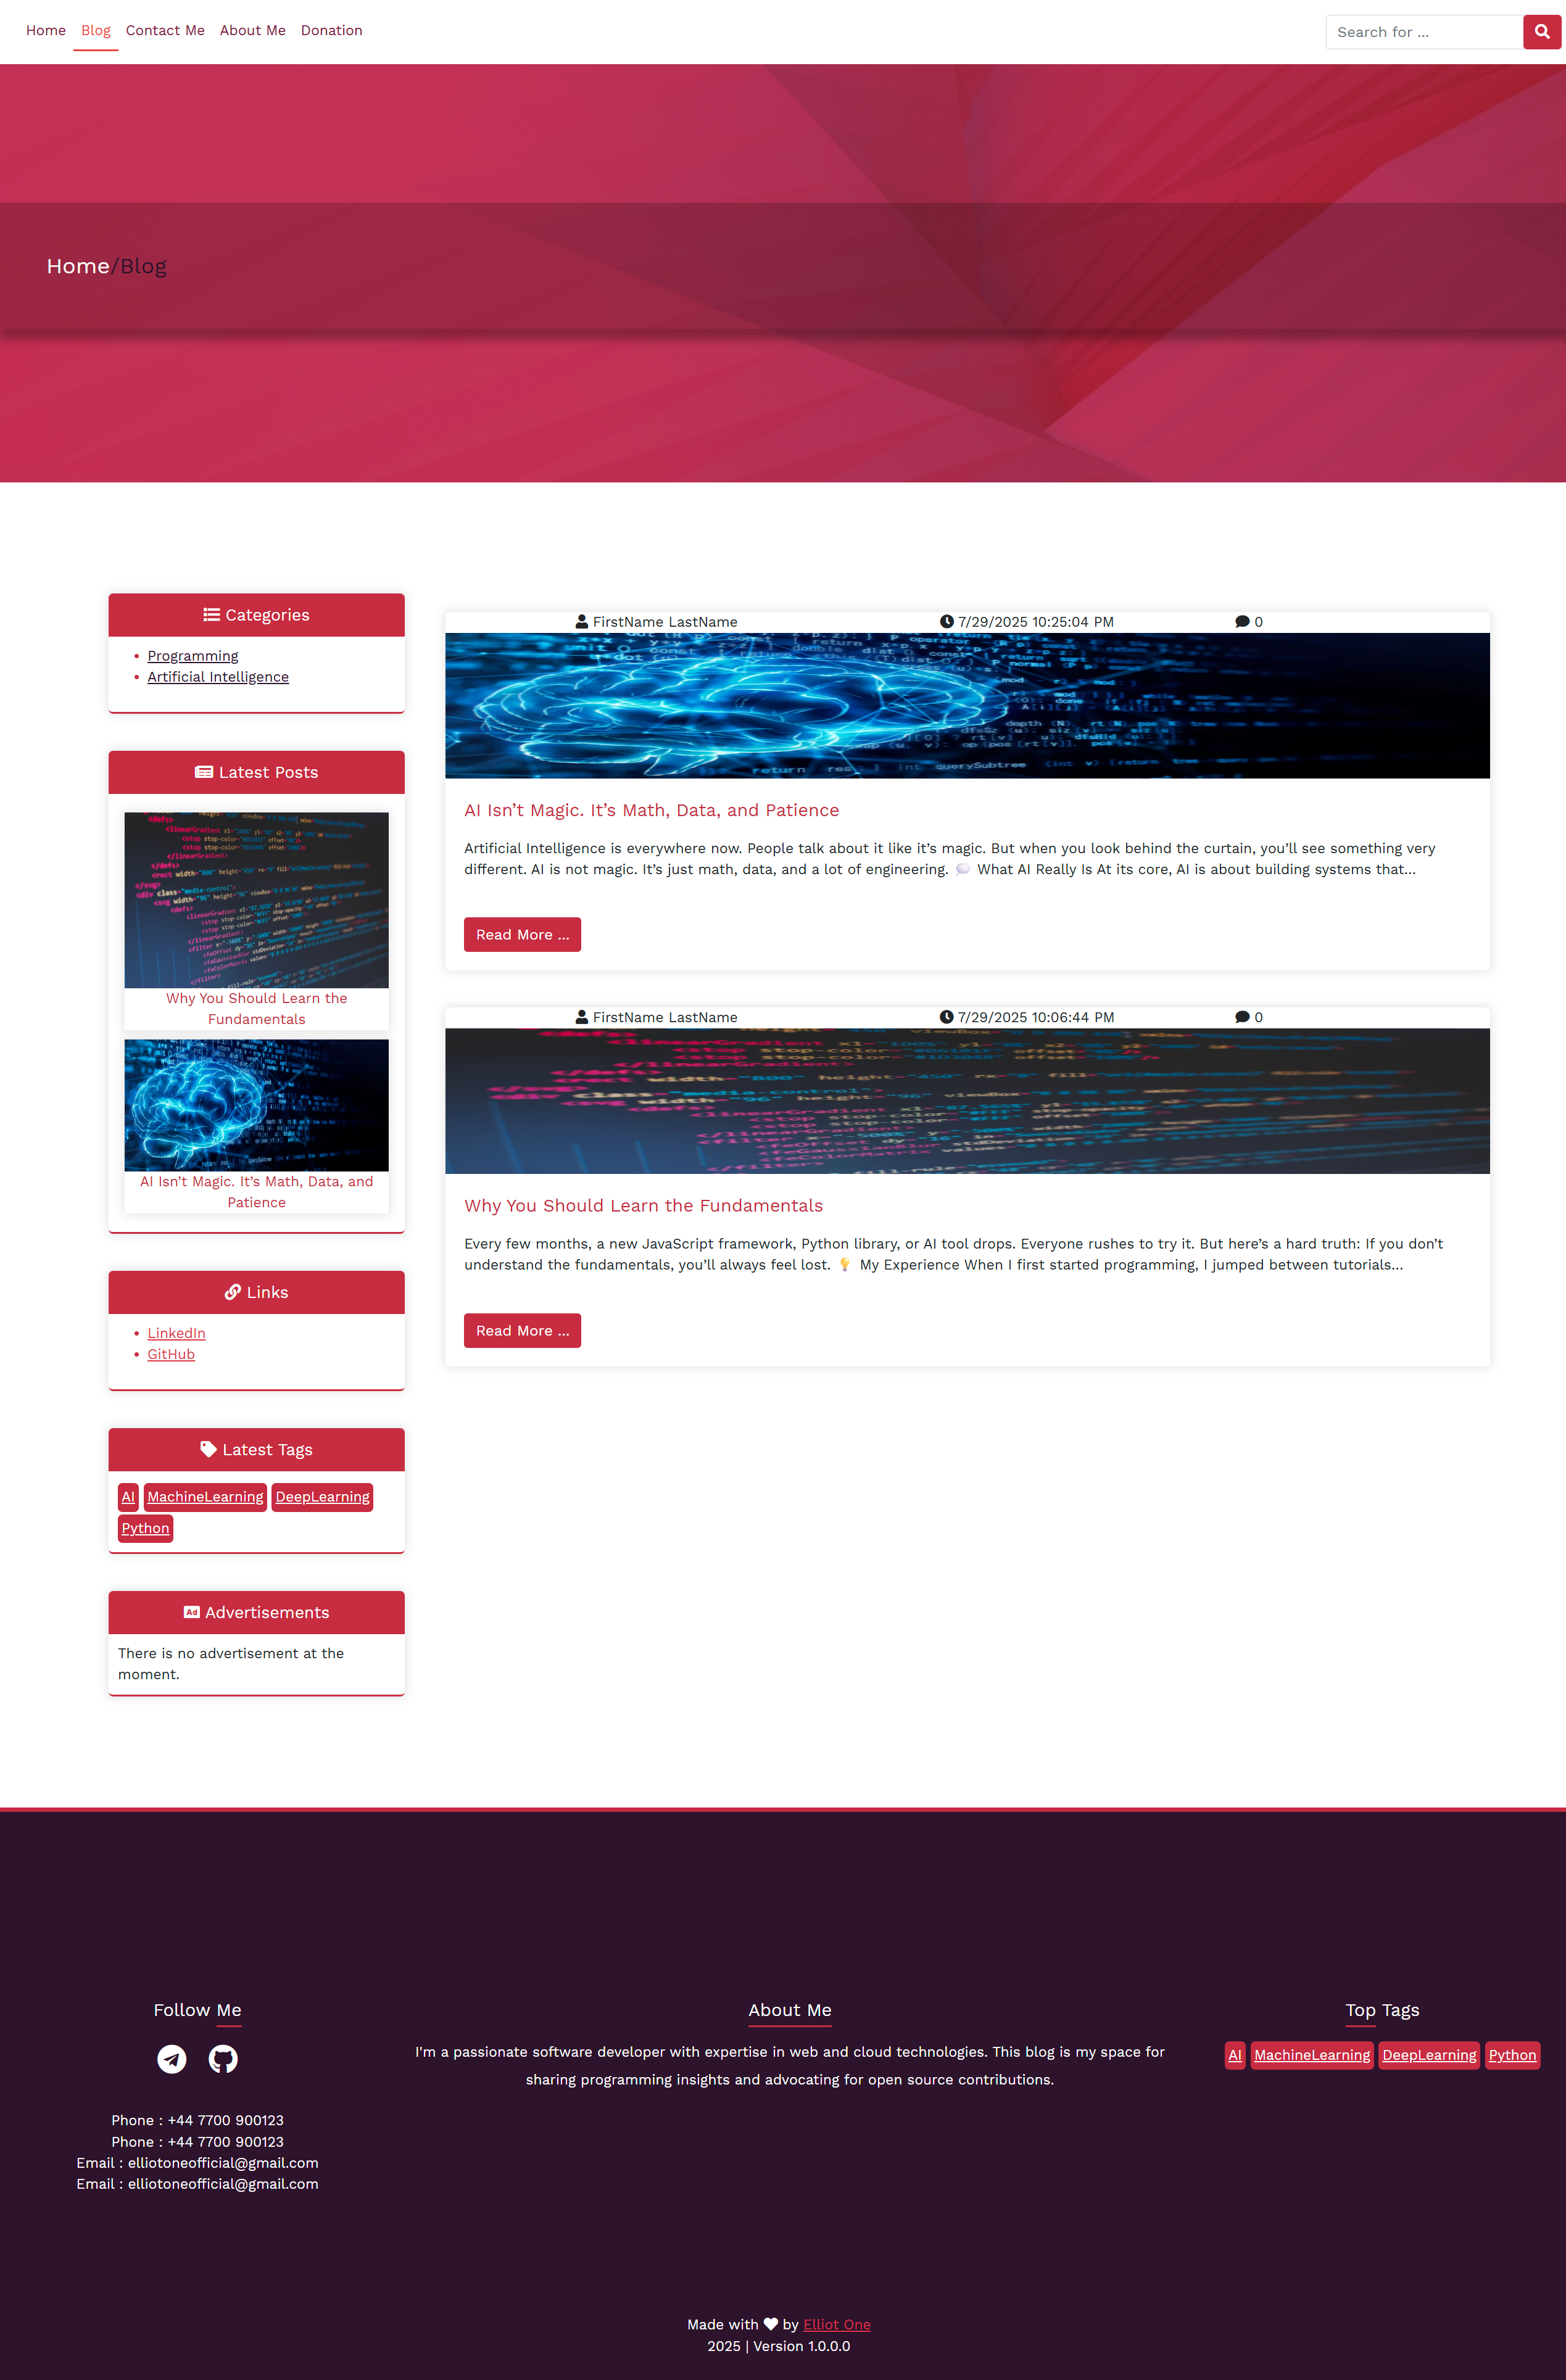 Home Blog Contact Me About Me Donation
Search for ...
Home/Blog
Categories
Programming
Artificial Intelligence
Latest Posts
Why You Should Learn the
Fundamentals
AI Isn’t Magic. It’s Math, Data, and
Patience
Links
LinkedIn
GitHub
Latest Tags
AI MachineLearning DeepLearning
Python
Ad Advertisements
There is no advertisement at the
moment.
FirstName LastName 7/29/2025 10:25:04 PM 0
AI Isn’t Magic. It’s Math, Data, and Patience
Artificial Intelligence is everywhere now. People talk about it like it’s magic. But when you look behind the curtain, you’ll see something very
different. AI is not magic. It’s just math, data, and a lot of engineering. 💭 What AI Really Is At its core, AI is about building systems that...
Read More ...
FirstName LastName 7/29/2025 10:06:44 PM 0
Why You Should Learn the Fundamentals
Every few months, a new JavaScript framework, Python library, or AI tool drops. Everyone rushes to try it. But here’s a hard truth: If you don’t
understand the fundamentals, you’ll always feel lost. 💡 My Experience When I first started programming, I jumped between tutorials...
Read More ...
Follow Me
Phone : +44 7700 900123
Phone : +44 7700 900123
Email : elliotoneofficial@gmail.com
Email : elliotoneofficial@gmail.com
About Me
I'm a passionate software developer with expertise in web and cloud technologies. This blog is my space for
sharing programming insights and advocating for open source contributions.
Top Tags
AI MachineLearning DeepLearning Python
Made with ♥ by Elliot One
2025 | Version 1.0.0.0